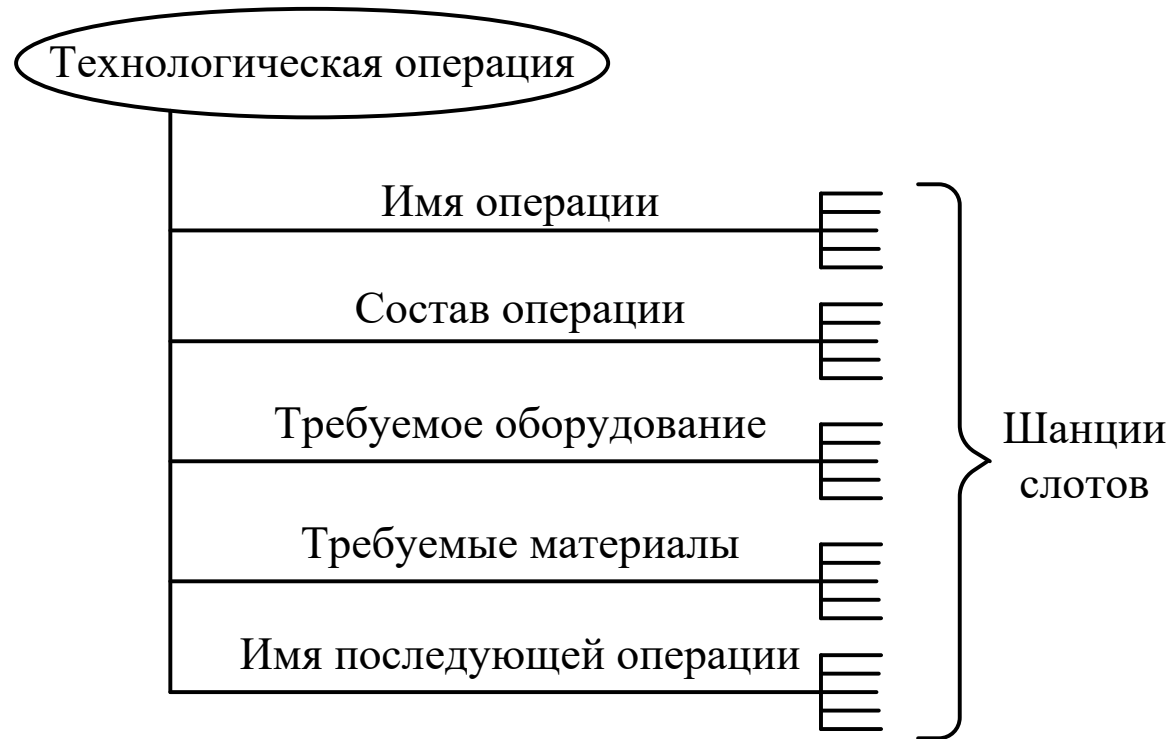 Технологическая операция
Имя операции
Состав операции
Требуемое оборудование
Требуемые материалы
Имя последующей операции
Шанции
слотов